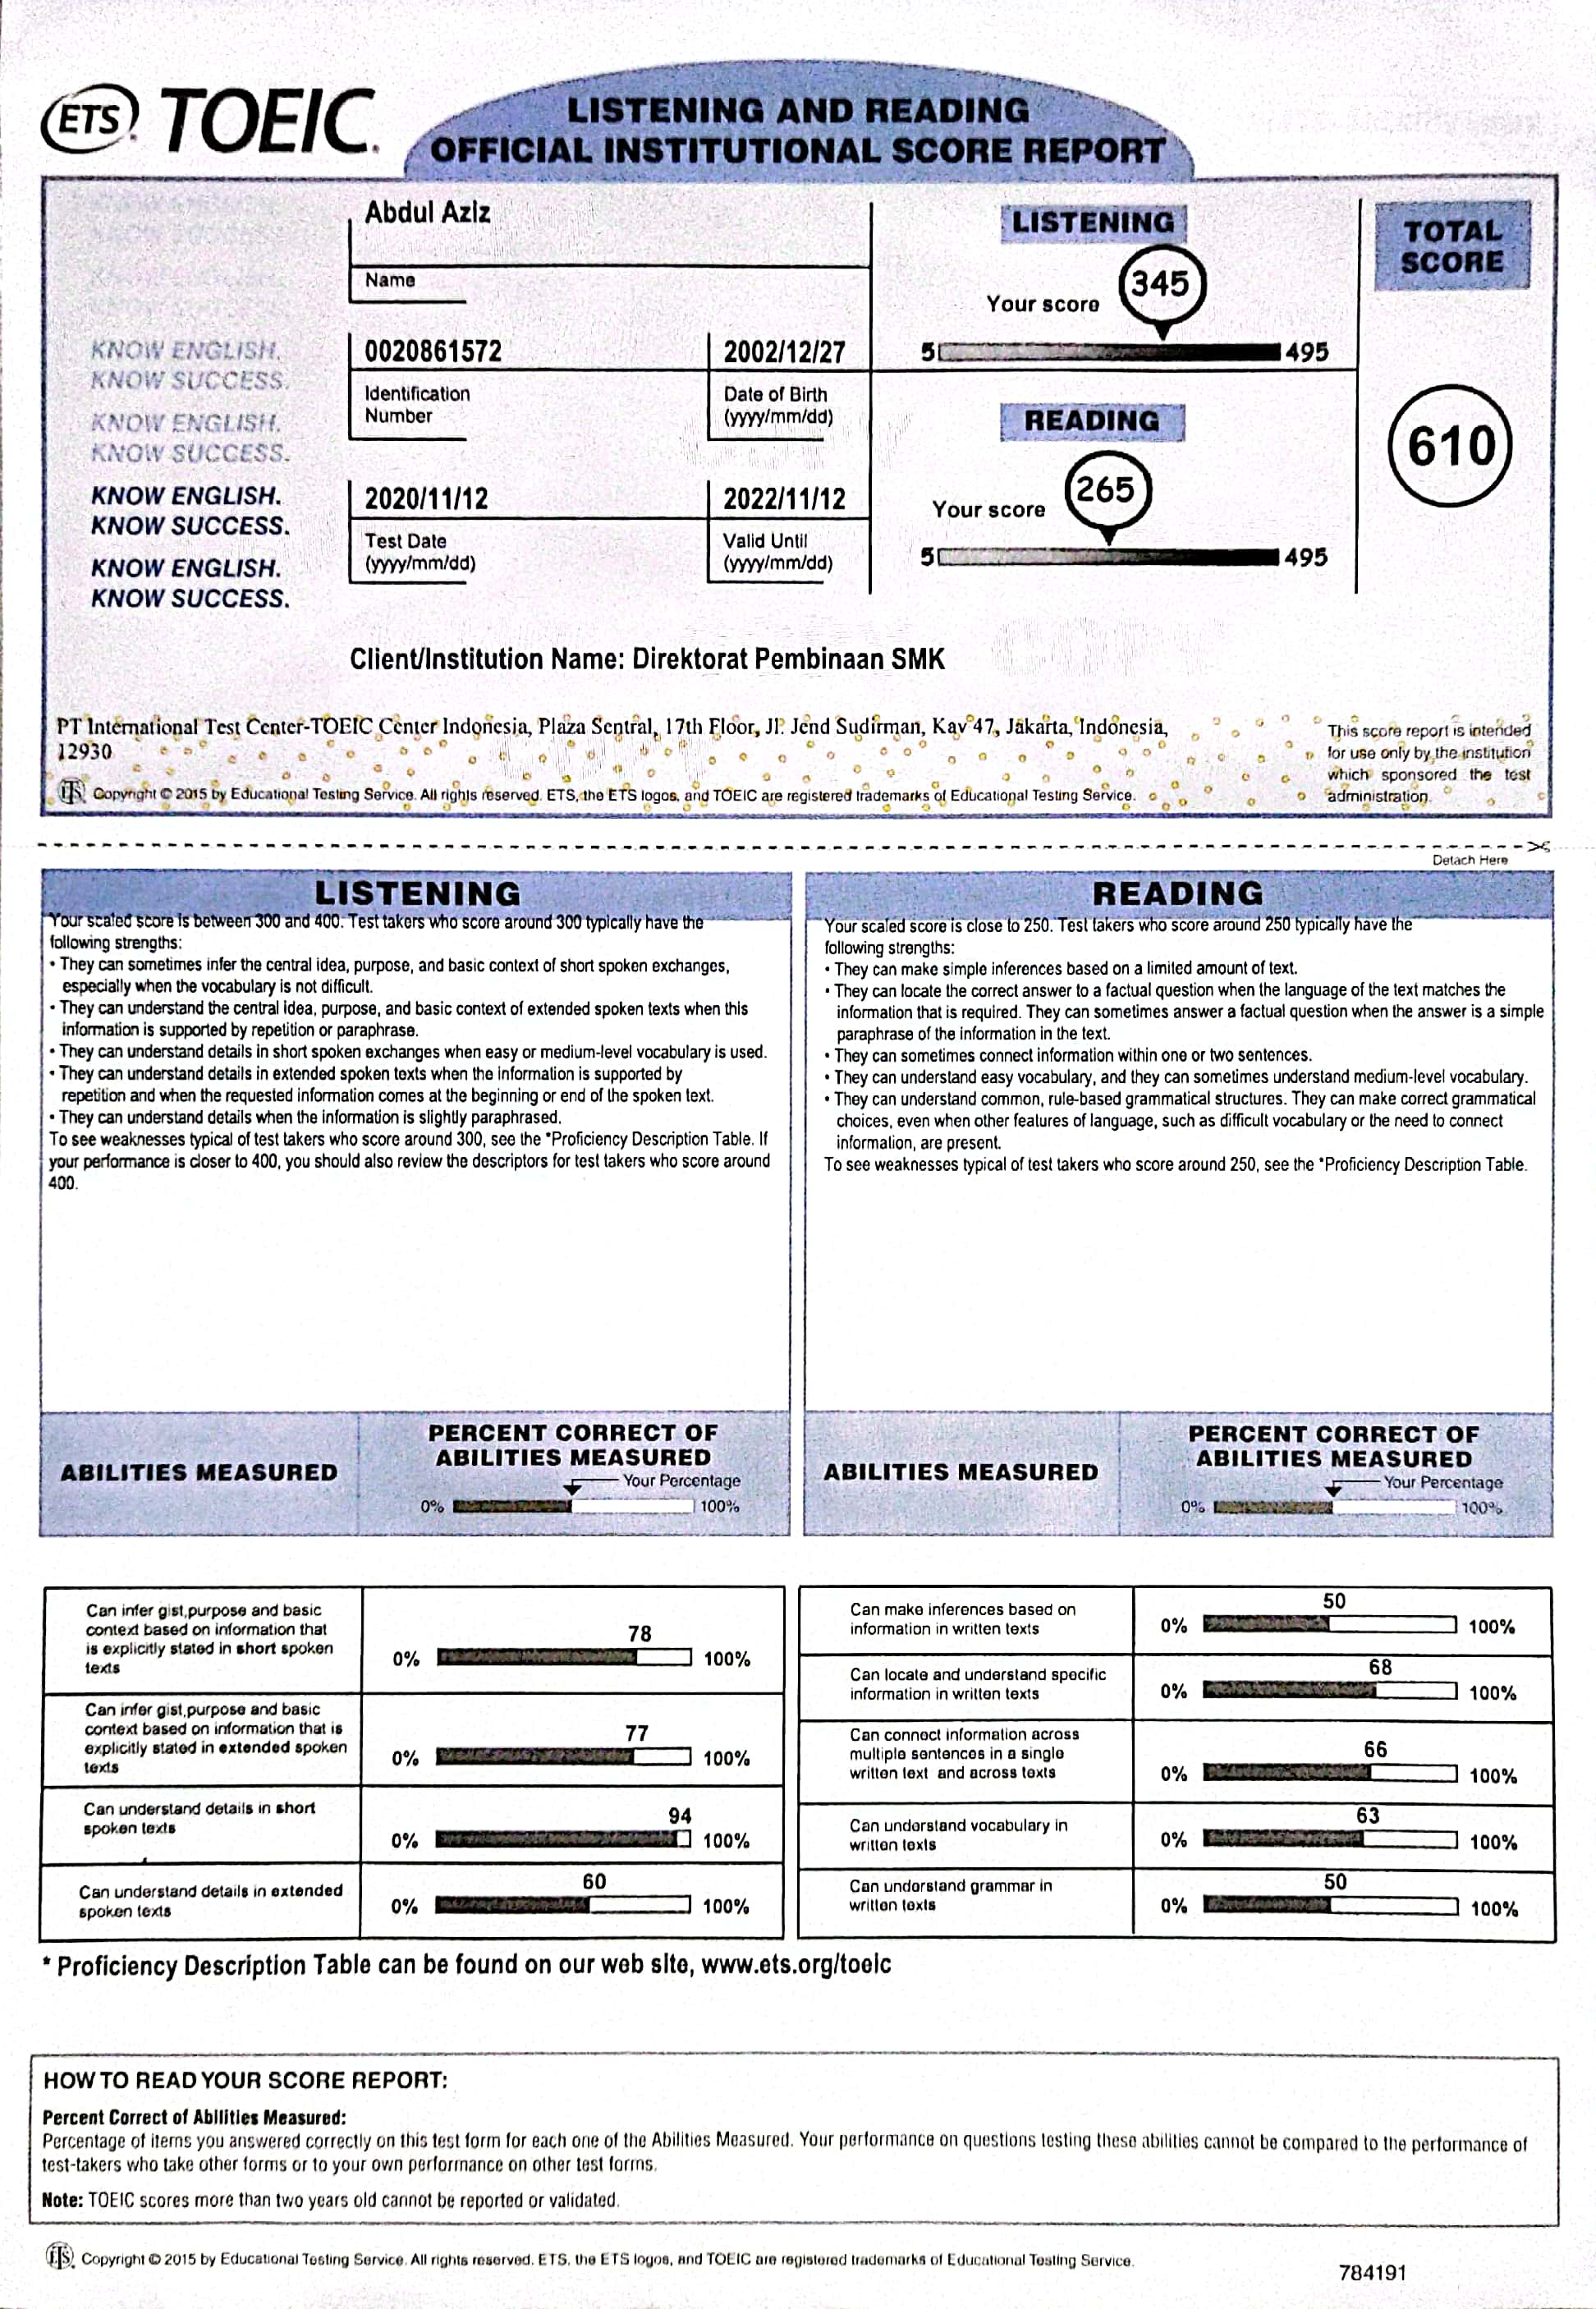 ETS TOEIC.
LISTENING AND READING
OFFICIAL INSTITUTIONAL SCORE REPORT
Abdul Aziz
Name
KNOW ENGLISH.
KNOW SUCCESS.
KNOW ENGLISH.
KNOW SUCCESS.
KNOW ENGLISH.
KNOW SUCCESS.
KNOW ENGLISH.
KNOW SUCCESS.
0020861572
Identification
Number
2002/12/27
Date of Birth
(yyyy/mm/dd)
2020/11/12
Test Date
(yyyy/mm/dd)
2022/11/12
Valid Until
(yyyy/mm/dd)
LISTENING
Your score 345
5 495
READING
Your score 265
5 495
TOTAL
SCORE
610
Client/Institution Name: Direktorat Pembinaan SMK
PT International Test Center-TOEIC Center Indonesia, Plaza Sentral, 17th Floor, Jl. Jend Sudirman, Kav 47, Jakarta, Indonesia,
12930
This score report is intended
for use only by the institution
which sponsored the test
administration.
ETS Copyright © 2015 by Educational Testing Service. All rights reserved. ETS, the ETS logos, and TOEIC are registered trademarks of Educational Testing Service.
Detach Here
LISTENING
Your scaled score is between 300 and 400. Test takers who score around 300 typically have the
following strengths:
• They can sometimes infer the central idea, purpose, and basic context of short spoken exchanges,
especially when the vocabulary is not difficult.
• They can understand the central idea, purpose, and basic context of extended spoken texts when this
information is supported by repetition or paraphrase.
• They can understand details in short spoken exchanges when easy or medium-level vocabulary is used.
• They can understand details in extended spoken texts when the information is supported by
repetition and when the requested information comes at the beginning or end of the spoken text.
• They can understand details when the information is slightly paraphrased.
To see weaknesses typical of test takers who score around 300, see the *Proficiency Description Table. If
your performance is closer to 400, you should also review the descriptors for test takers who score around
400.
READING
Your scaled score is close to 250. Test takers who score around 250 typically have the
following strengths:
• They can make simple inferences based on a limited amount of text.
• They can locate the correct answer to a factual question when the language of the text matches the
information that is required. They can sometimes answer a factual question when the answer is a simple
paraphrase of the information in the text.
• They can sometimes connect information within one or two sentences.
• They can understand easy vocabulary, and they can sometimes understand medium-level vocabulary.
• They can understand common, rule-based grammatical structures. They can make correct grammatical
choices, even when other features of language, such as difficult vocabulary or the need to connect
information, are present.
To see weaknesses typical of test takers who score around 250, see the *Proficiency Description Table.
ABILITIES MEASURED
PERCENT CORRECT OF
ABILITIES MEASURED
Your Percentage
0% 100%
ABILITIES MEASURED
PERCENT CORRECT OF
ABILITIES MEASURED
Your Percentage
0% 100%
Can infer gist,purpose and basic
context based on information that
is explicitly stated in short spoken
texts
78
0% 100%
Can infer gist,purpose and basic
context based on information that is
explicitly stated in extended spoken
texts
77
0% 100%
Can understand details in short
spoken texts
94
0% 100%
Can understand details in extended
spoken texts
60
0% 100%
Can make inferences based on
information in written texts
50
0% 100%
Can locate and understand specific
information in written texts
68
0% 100%
Can connect information across
multiple sentences in a single
written text and across texts
66
0% 100%
Can understand vocabulary in
written texts
63
0% 100%
Can understand grammar in
written texts
50
0% 100%
* Proficiency Description Table can be found on our web site, www.ets.org/toeic
HOW TO READ YOUR SCORE REPORT:
Percent Correct of Abilities Measured:
Percentage of items you answered correctly on this test form for each one of the Abilities Measured. Your performance on questions testing these abilities cannot be compared to the performance of
test-takers who take other forms or to your own performance on other test forms.
Note: TOEIC scores more than two years old cannot be reported or validated.
ETS Copyright © 2015 by Educational Testing Service. All rights reserved. ETS, the ETS logos, and TOEIC are registered trademarks of Educational Testing Service.
784191